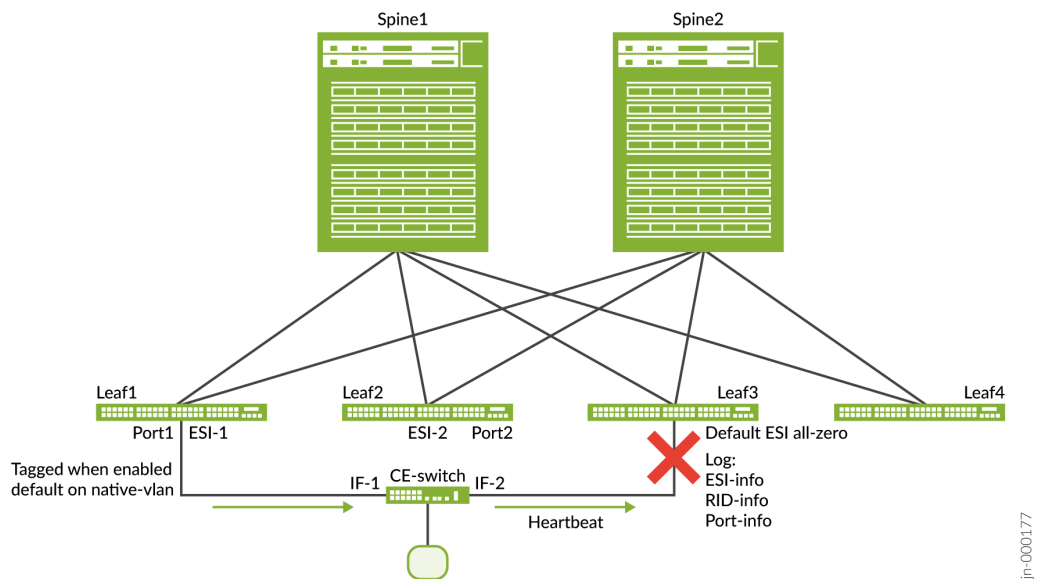 Spine1
Spine2
Leaf1
Leaf2
Leaf3
Leaf4
Port1
ESI-1
ESI-2
Port2
Default ESI all-zero
Tagged when enabled
default on native-vlan
IF-1
CE-switch
IF-2
Log:
ESI-info
RID-info
Port-info
Heartbeat
jn-000177